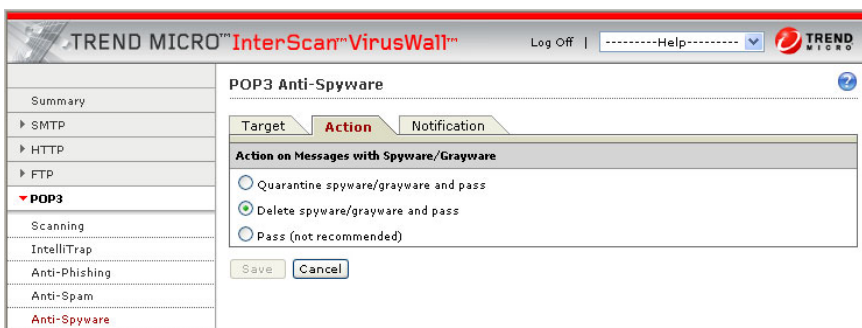 TREND MICRO™ InterScan™ VirusWall™
Log Off | ---------Help---------
TREND MICRO
Summary
SMTP
HTTP
FTP
POP3
Scanning
IntelliTrap
Anti-Phishing
Anti-Spam
Anti-Spyware
POP3 Anti-Spyware
?
Target Action Notification
Action on Messages with Spyware/Grayware
Quarantine spyware/grayware and pass
Delete spyware/grayware and pass
Pass (not recommended)
Save Cancel